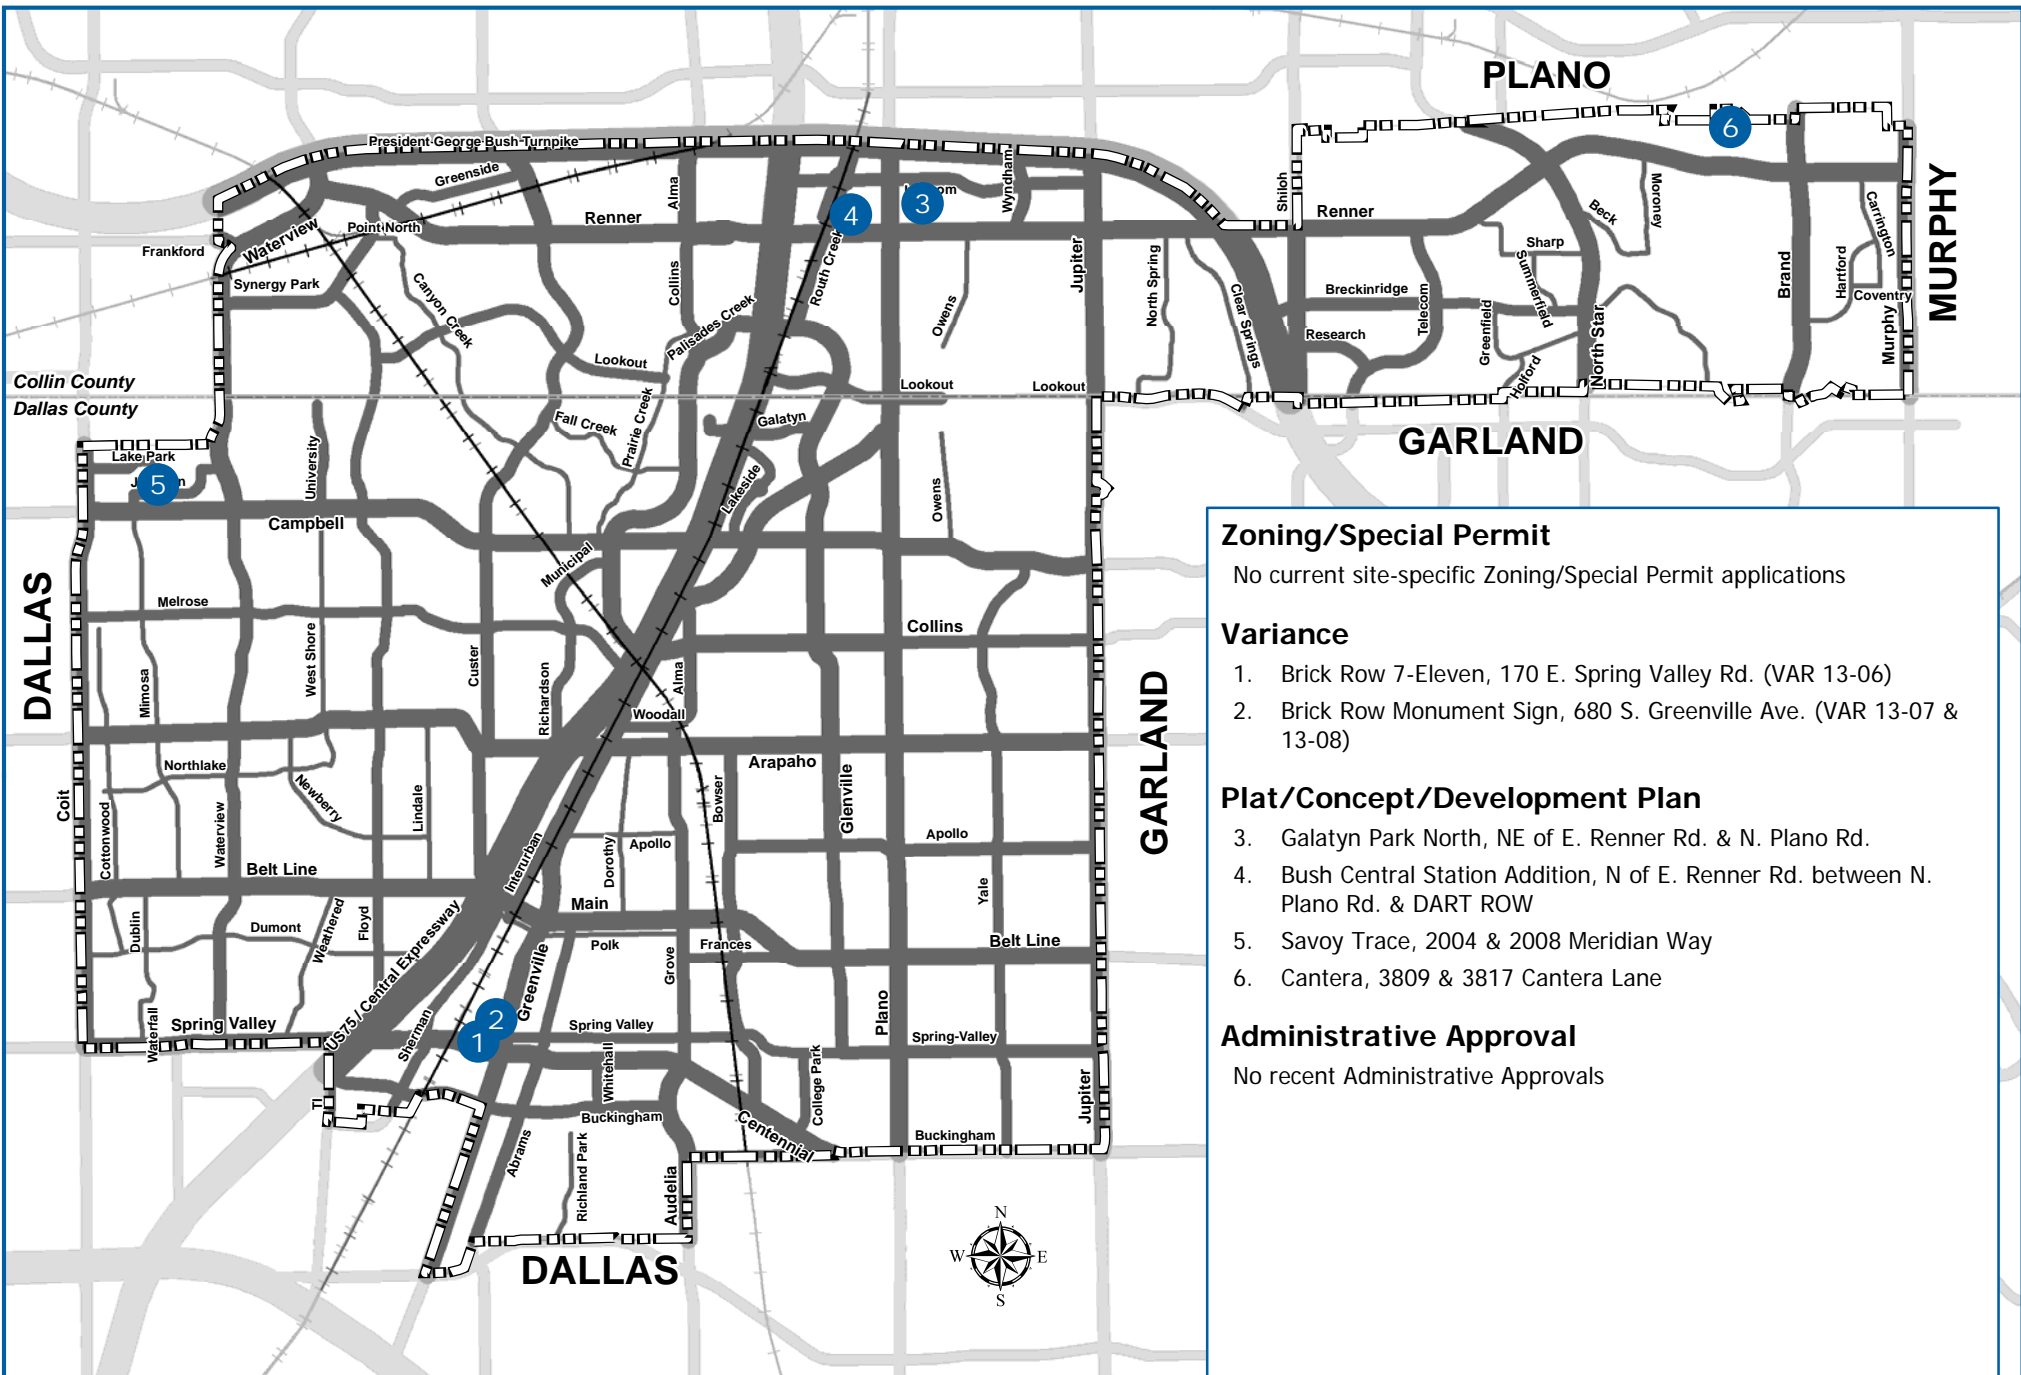 PLANO
President George Bush Turnpike
Greenside
Alma
Wyndham
Shiloh
Moroney
MURPHY
Renner
Renner
Beck
Carrington
Frankford
Waterview
Point North
Routh Creek
Sharp
Synergy Park
Canyon Creek
Collins
Jupiter
North Spring
Clear Springs
Summerfield
Brand
Hartford
Coventry
Breckinridge
Telecom
Palisades Creek
Owens
Research
Greenfield
North Star
Murphy
Lookout
Holford
Collin County
Dallas County
Lookout
Lookout
Fall Creek
Prairie Creek
Galatyn
GARLAND
Lake Park
University
Lakeside
Owens
Campbell
Municipal
DALLAS
Melrose
Collins
West Shore
Custer
Mimosa
Richardson
Alma
Woodall
GARLAND
Arapaho
Northlake
Newberry
Lindale
Bowser
Glenville
Coit
Cottonwood
Waterview
Interurban
Dorothy
Apollo
Apollo
Belt Line
Main
Yale
Dublin
Dumont
Weathered
Floyd
Polk
Frances
Belt Line
Grove
US75 / Central Expressway
Greenville
Plano
Waterfall
Spring Valley
Sherman
Spring Valley
Spring-Valley
Whitehall
College Park
TI
Buckingham
Centennial
Buckingham
Jupiter
Abrams
Richland Park
Audelia
DALLAS
N
W
E
S
1
2
3
4
5
6
Zoning/Special Permit
No current site-specific Zoning/Special Permit applications
Variance
1. Brick Row 7-Eleven, 170 E. Spring Valley Rd. (VAR 13-06)
2. Brick Row Monument Sign, 680 S. Greenville Ave. (VAR 13-07 &
13-08)
Plat/Concept/Development Plan
3. Galatyn Park North, NE of E. Renner Rd. & N. Plano Rd.
4. Bush Central Station Addition, N of E. Renner Rd. between N.
Plano Rd. & DART ROW
5. Savoy Trace, 2004 & 2008 Meridian Way
6. Cantera, 3809 & 3817 Cantera Lane
Administrative Approval
No recent Administrative Approvals